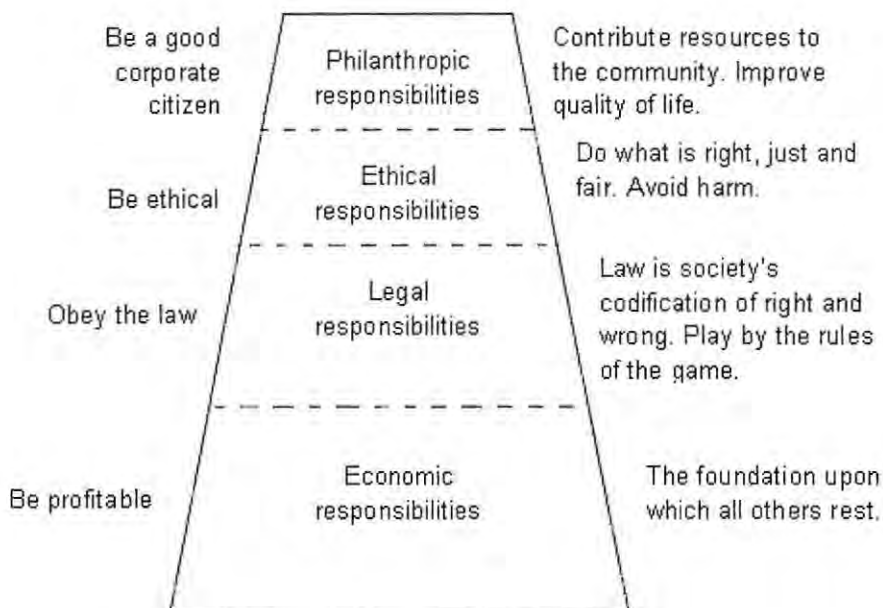 Be a good
corporate
citizen
Philanthropic
responsibilities
Contribute resources to
the community. Improve
quality of life.
Be ethical
Ethical
responsibilities
Do what is right, just and
fair. Avoid harm.
Obey the law
Legal
responsibilities
Law is society's
codification of right and
wrong. Play by the rules
of the game.
Be profitable
Economic
responsibilities
The foundation upon
which all others rest.